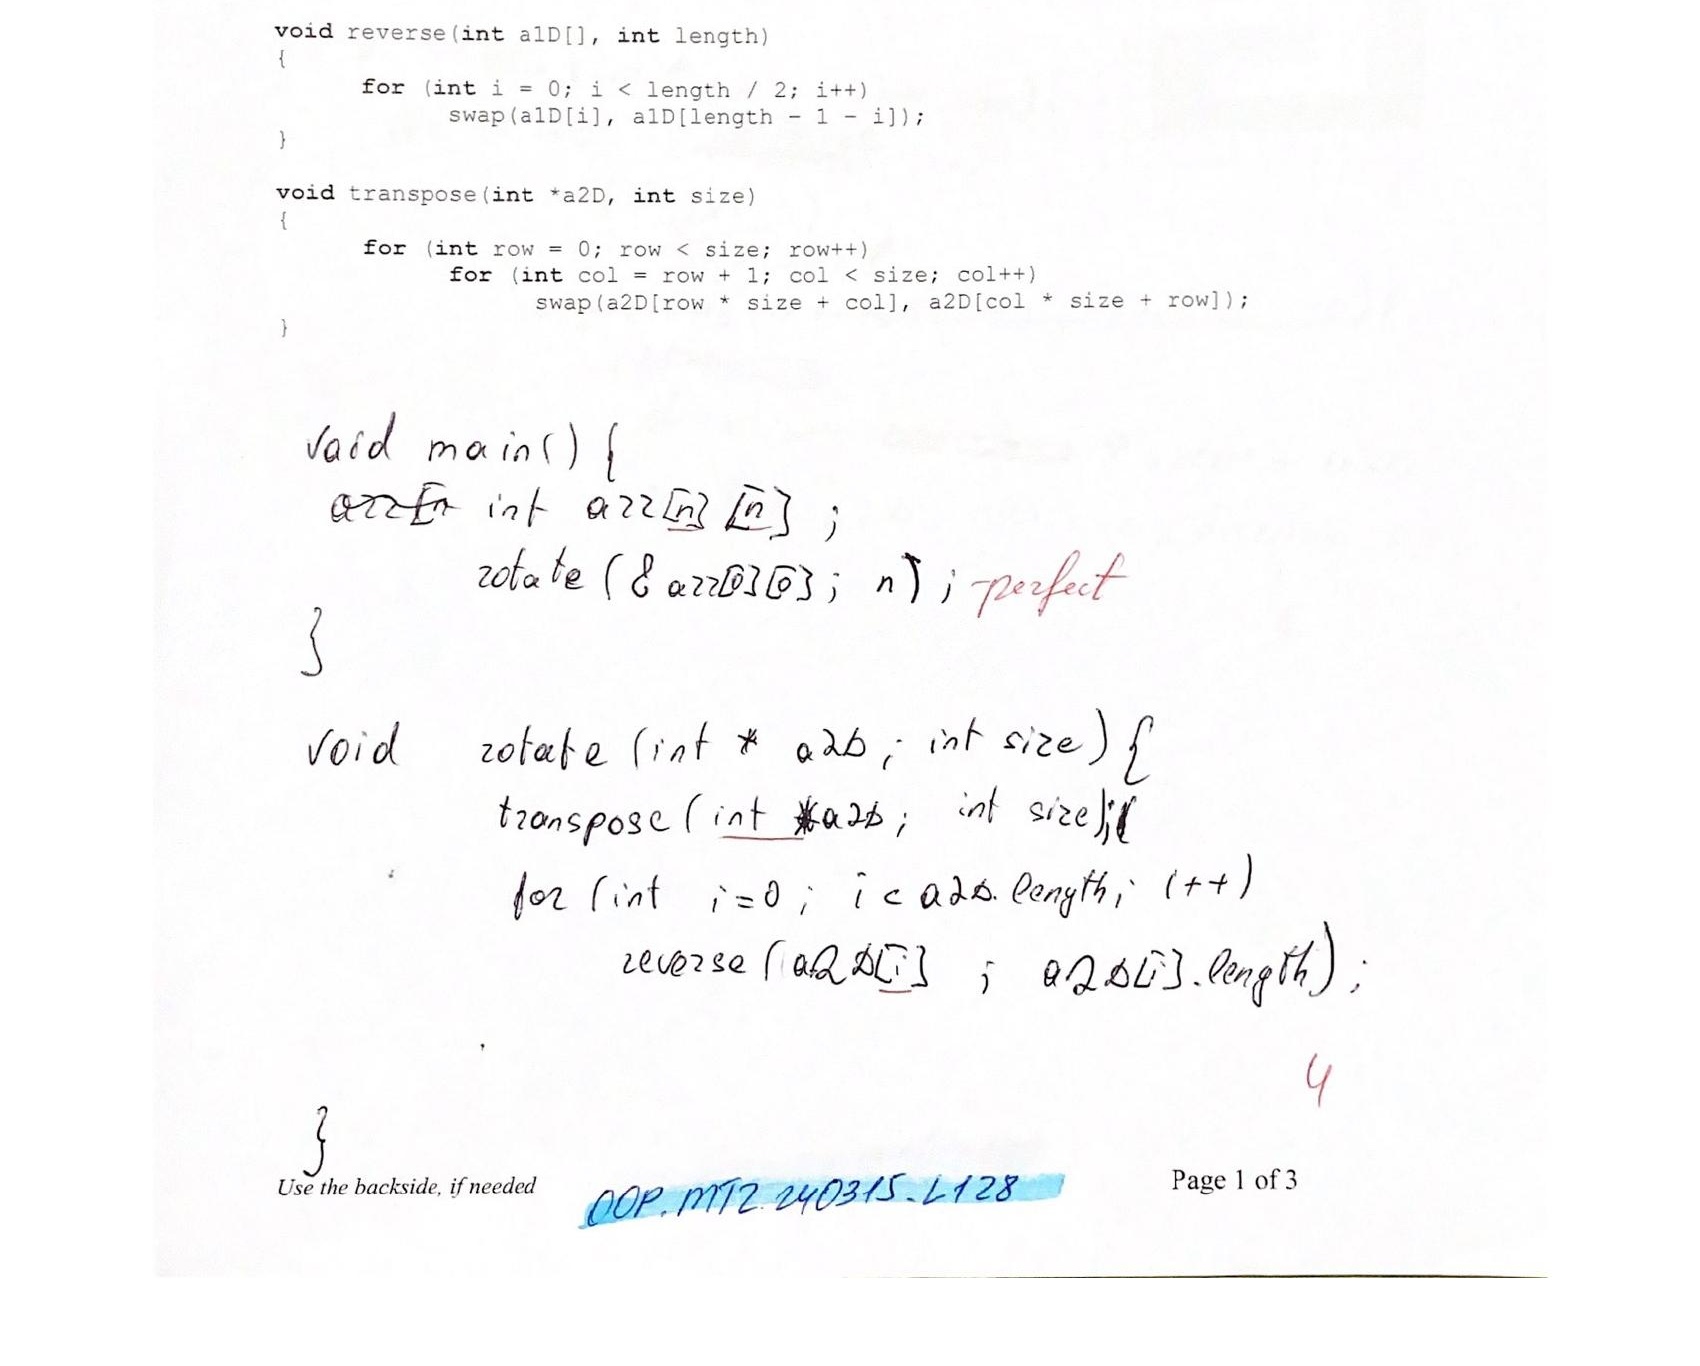 void reverse(int a1D[], int length)
{
for (int i = 0; i < length / 2; i++)
swap(a1D[i], a1D[length - 1 - i]);
}
void transpose(int *a2D, int size)
{
for (int row = 0; row < size; row++)
for (int col = row + 1; col < size; col++)
swap(a2D[row * size + col], a2D[col * size + row]);
}
void main() {
arr[n int arr[n][n];
rotate (&arr[0][0]; n); - perfect
}
void rotate (int * a2D; int size) {
transpose (int *a2D; int size);
for (int i=0; i < a2D.length; i++)
reverse (a2D[i] ; a2D[i].length);
4
}
Use the backside, if needed OOP.MT2.240315.L128 Page 1 of 3